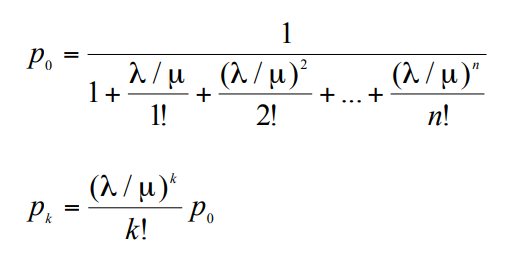 p₀ = 1 / (1 + (λ / μ)/1! + (λ / μ)²/2! + ... + (λ / μ)ⁿ/n!)
pₖ = (λ / μ)ᵏ/k! p₀